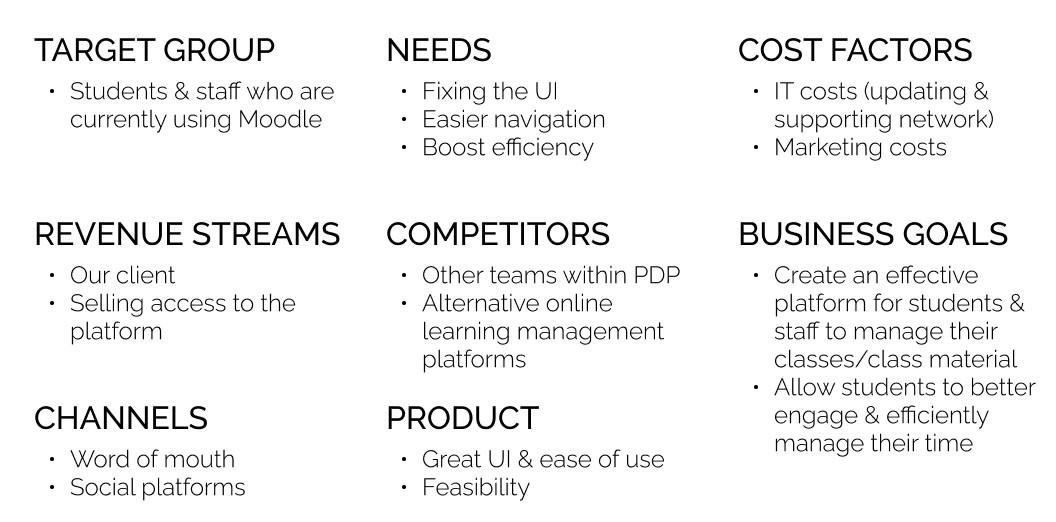 TARGET GROUP
• Students & staff who are
currently using Moodle
NEEDS
• Fixing the UI
• Easier navigation
• Boost efficiency
COST FACTORS
• IT costs (updating &
supporting network)
• Marketing costs
REVENUE STREAMS
• Our client
• Selling access to the
platform
COMPETITORS
• Other teams within PDP
• Alternative online
learning management
platforms
BUSINESS GOALS
• Create an effective
platform for students &
staff to manage their
classes/class material
• Allow students to better
engage & efficiently
manage their time
CHANNELS
• Word of mouth
• Social platforms
PRODUCT
• Great UI & ease of use
• Feasibility